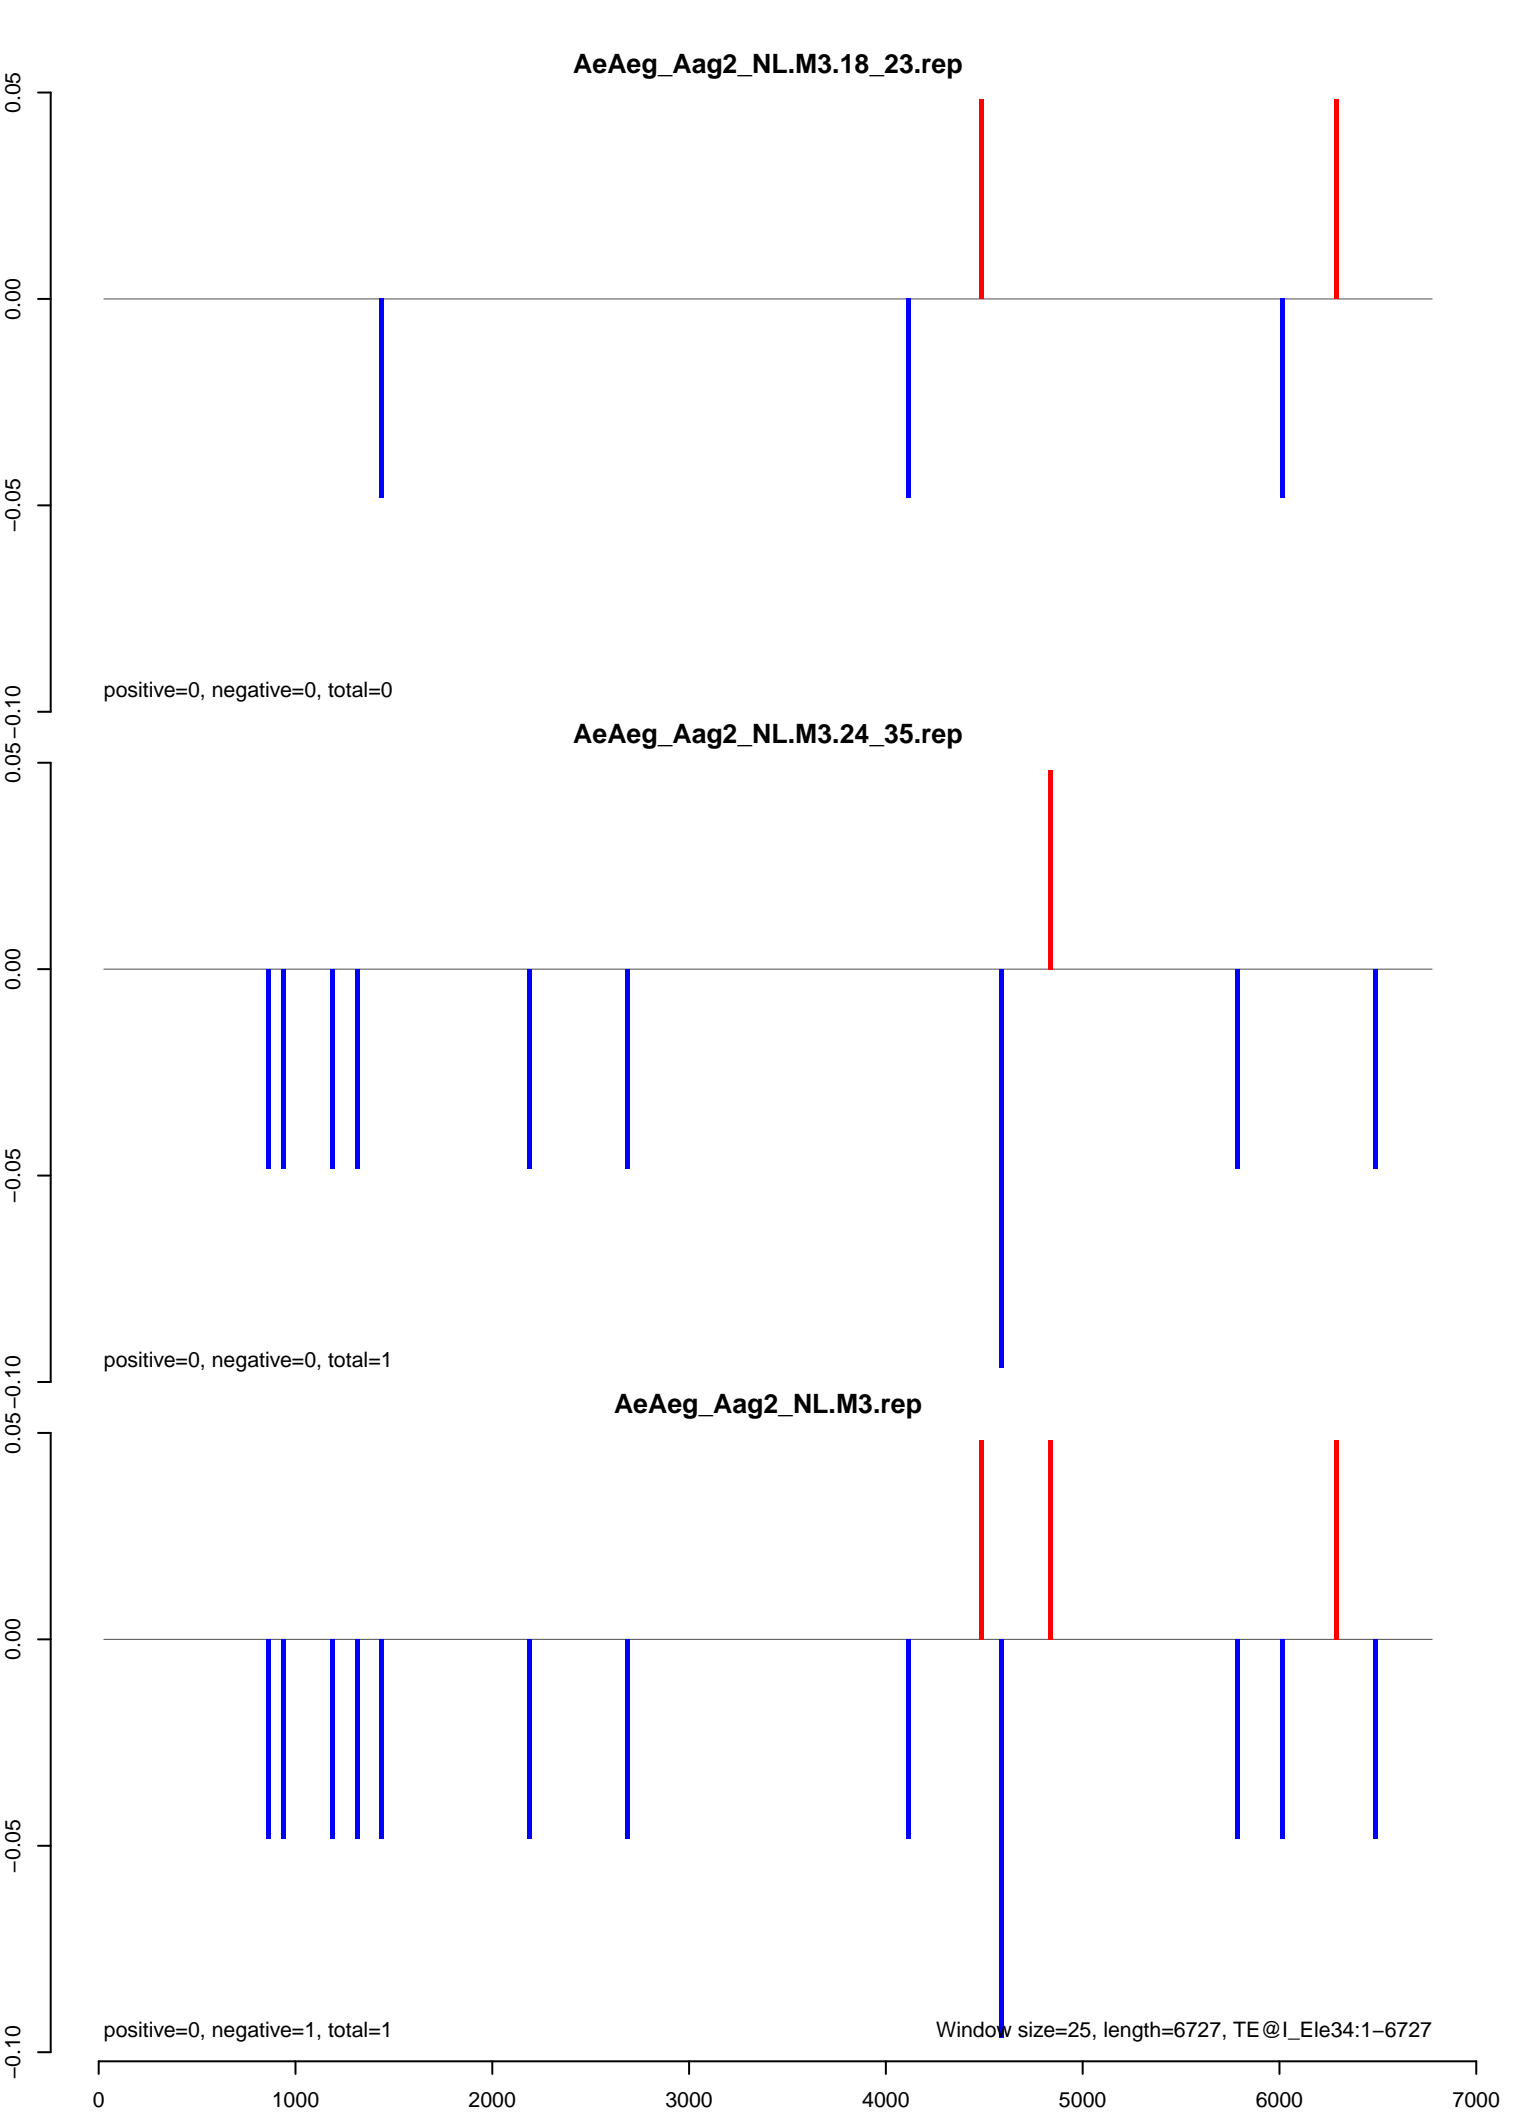 AeAeg_Aag2_NL.M3.18_23.rep
0.05
0.00
−0.05
−0.10
positive=0, negative=0, total=0
AeAeg_Aag2_NL.M3.24_35.rep
0.05
0.00
−0.05
−0.10
positive=0, negative=0, total=1
AeAeg_Aag2_NL.M3.rep
0.05
0.00
−0.05
−0.10
positive=0, negative=1, total=1
Window size=25, length=6727, TE@I_Ele34:1−6727
0 1000 2000 3000 4000 5000 6000 7000